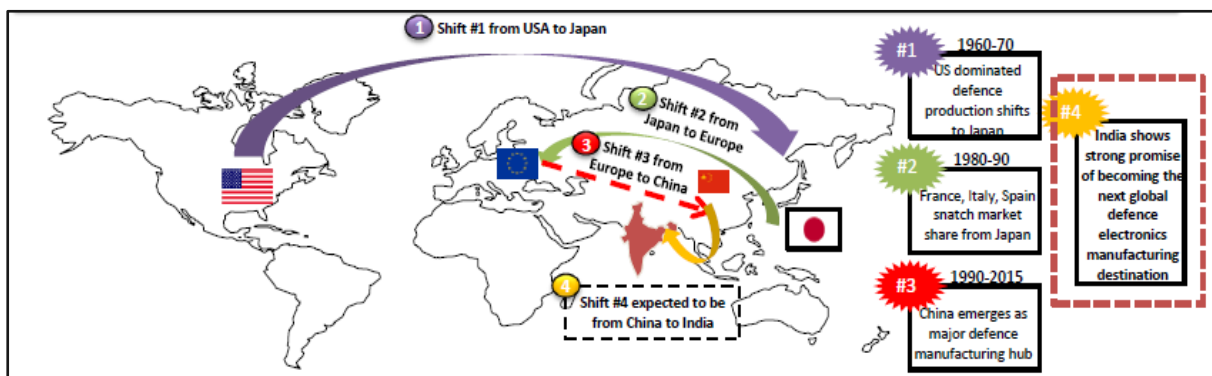 1 Shift #1 from USA to Japan
2 Shift #2 from
Japan to Europe
3 Shift #3 from
Europe to China
4
Shift #4 expected to be
from China to India
#1
1960-70
US dominated
defence
production shifts
to Japan
#2
1980-90
France, Italy, Spain
snatch market
share from Japan
#3
1990-2015
China emerges as
major defence
manufacturing hub
#4
India shows
strong promise
of becoming the
next global
defence
electronics
manufacturing
destination